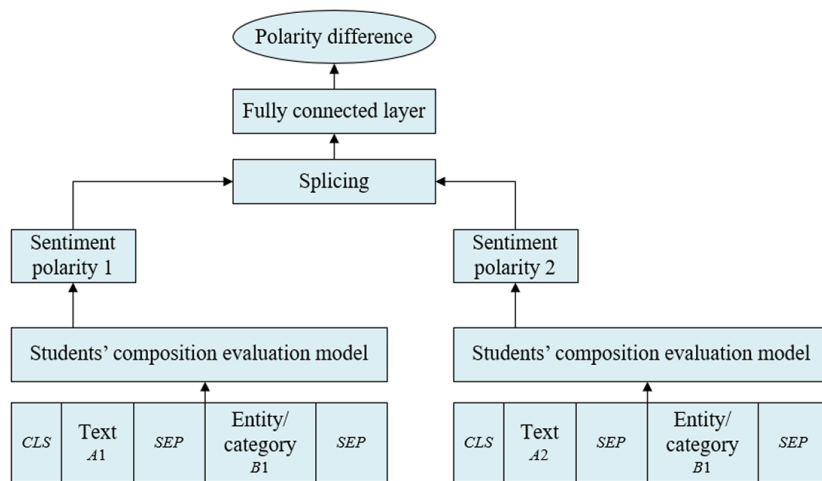 Polarity difference
Fully connected layer
Splicing
Sentiment
polarity 1
Sentiment
polarity 2
Students’ composition evaluation model
Students’ composition evaluation model
CLS
Text
A1
SEP
Entity/
category
B1
SEP
CLS
Text
A2
SEP
Entity/
category
B1
SEP